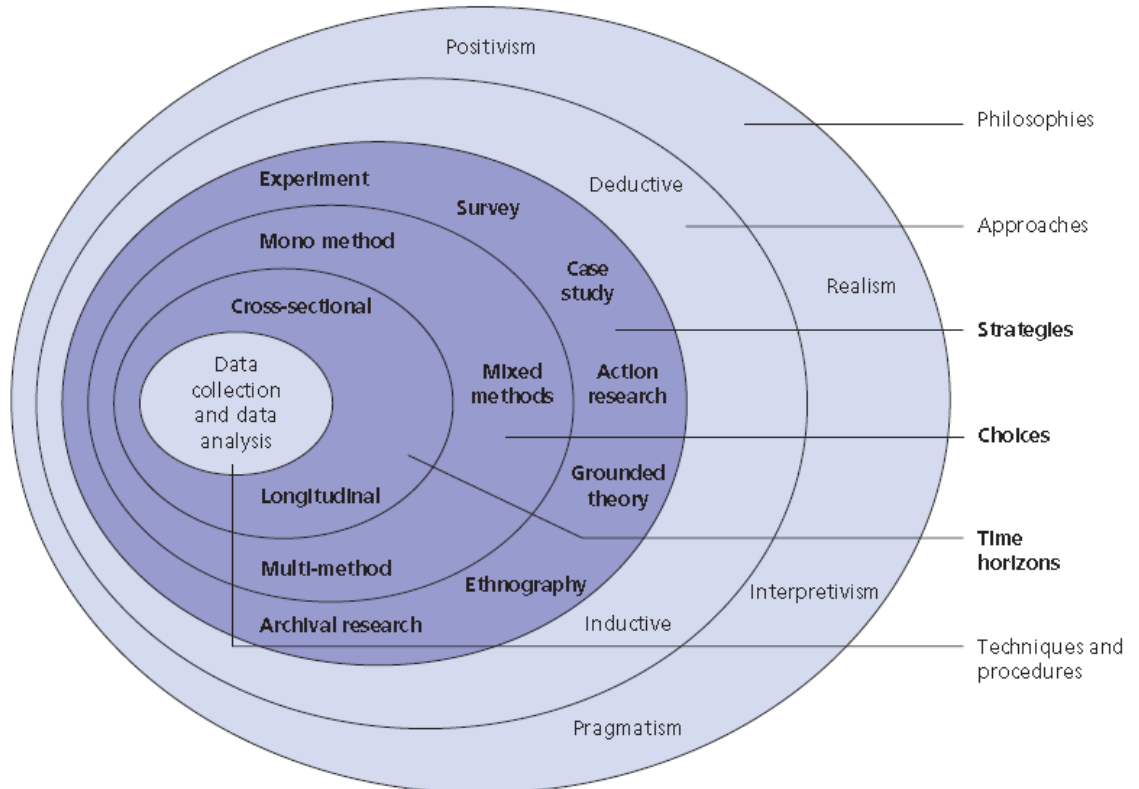 Positivism
Philosophies
Deductive
Approaches
Experiment
Survey
Mono method
Case
study
Realism
Cross-sectional
Strategies
Data
collection
and data
analysis
Mixed
methods
Action
research
Choices
Grounded
theory
Longitudinal
Time
horizons
Multi-method
Ethnography
Interpretivism
Archival research
Inductive
Techniques and
procedures
Pragmatism